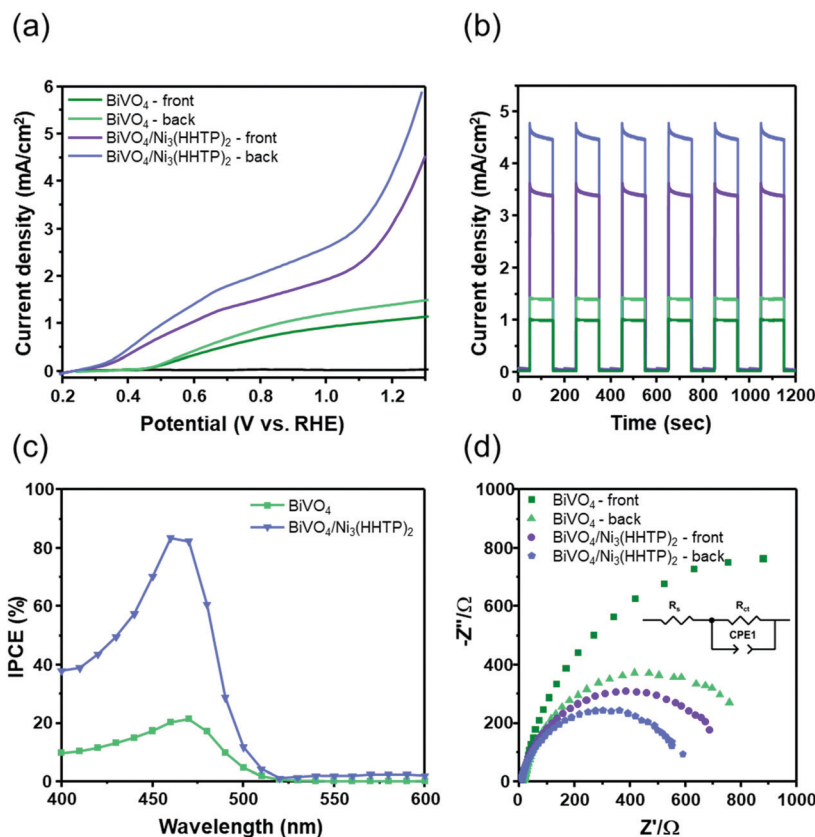 (a)
6
5
4
3
2
1
0
0.2 0.4 0.6 0.8 1.0 1.2
Current density (mA/cm²)
Potential (V vs. RHE)
BiVO₄ - front
BiVO₄ - back
BiVO₄/Ni₃(HHTP)₂ - front
BiVO₄/Ni₃(HHTP)₂ - back
(b)
5
4
3
2
1
0
0 200 400 600 800 1000 1200
Current density (mA/cm²)
Time (sec)
(c)
100
80
60
40
20
0
400 450 500 550 600
IPCE (%)
Wavelength (nm)
BiVO₄
BiVO₄/Ni₃(HHTP)₂
(d)
1000
800
600
400
200
0
0 200 400 600 800 1000
-Z''/Ω
Z'/Ω
BiVO₄ - front
BiVO₄ - back
BiVO₄/Ni₃(HHTP)₂ - front
BiVO₄/Ni₃(HHTP)₂ - back
Rₛ
R_ct
CPE1